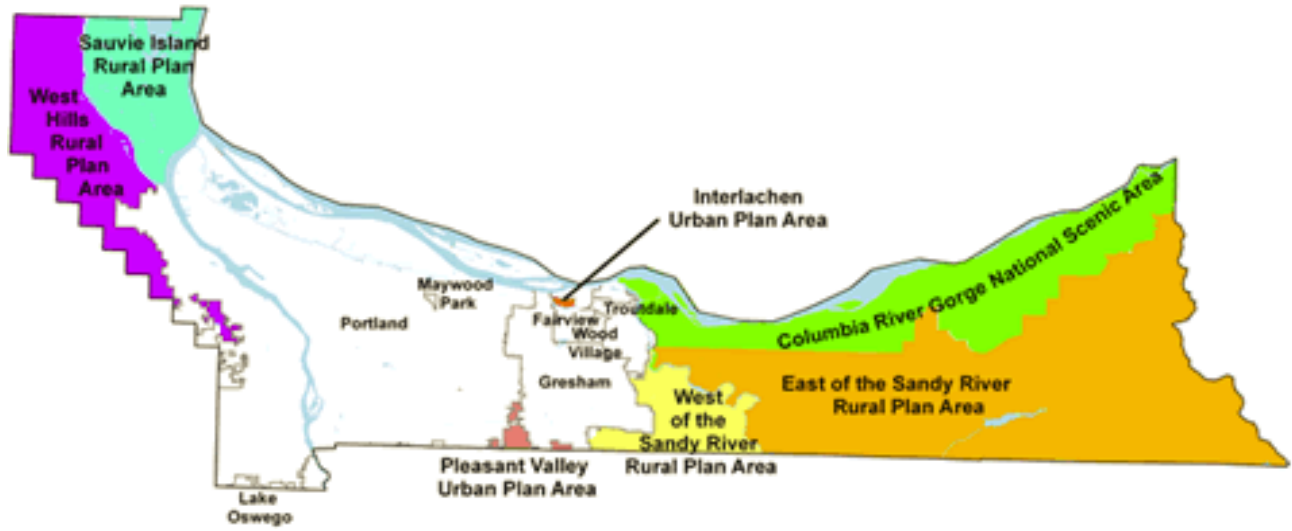 Sauvie Island
Rural Plan
Area
West
Hills
Rural
Plan
Area
Interlachen
Urban Plan Area
Maywood
Park
Portland
Fairview
Troutdale
Wood
Village
Gresham
Columbia River Gorge National Scenic Area
East of the Sandy River
Rural Plan Area
West
of the
Sandy River
Rural Plan Area
Pleasant Valley
Urban Plan Area
Lake
Oswego